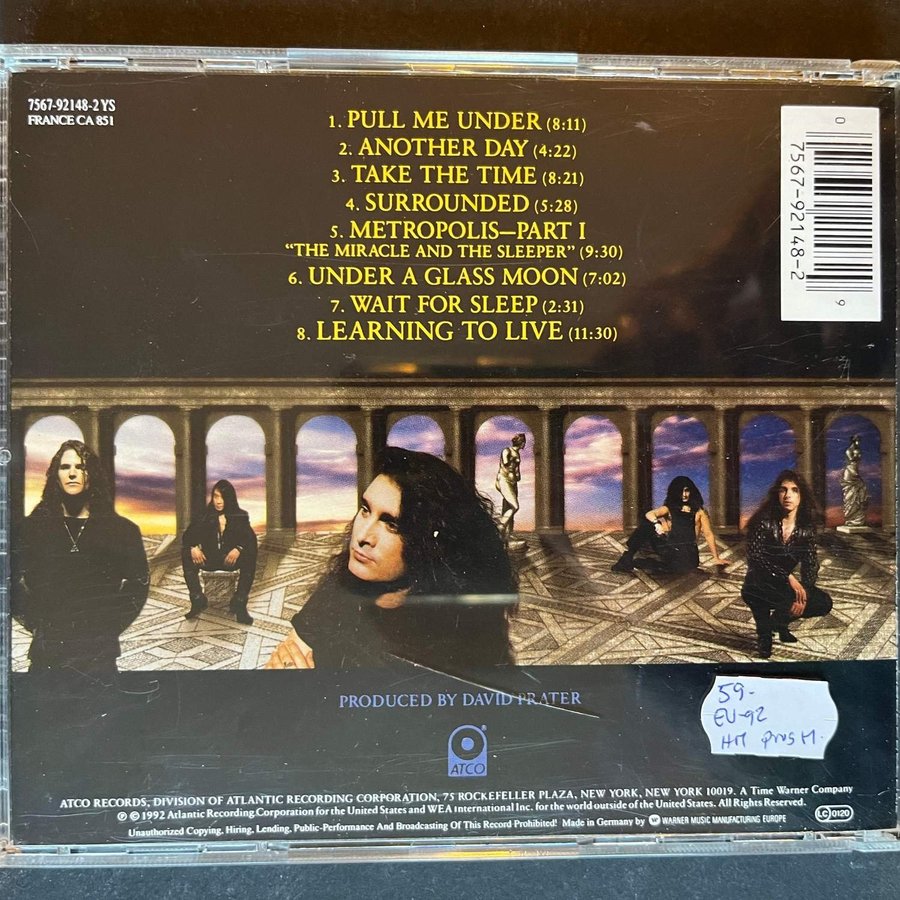 7567-92148-2 YS
FRANCE CA 851
1. PULL ME UNDER (8:11)
2. ANOTHER DAY (4:22)
3. TAKE THE TIME (8:21)
4. SURROUNDED (5:28)
5. METROPOLIS—PART I
"THE MIRACLE AND THE SLEEPER" (9:30)
6. UNDER A GLASS MOON (7:02)
7. WAIT FOR SLEEP (2:31)
8. LEARNING TO LIVE (11:30)
0 7567-92148-2 9
PRODUCED BY DAVID PRATER
59-
EU-92
HM
ATCO®
ATCO RECORDS, DIVISION OF ATLANTIC RECORDING CORPORATION, 75 ROCKEFELLER PLAZA, NEW YORK, NEW YORK 10019. A Time Warner Company
℗ © 1992 Atlantic Recording Corporation for the United States and WEA International Inc. for the world outside of the United States. All Rights Reserved.
Unauthorized Copying, Hiring, Lending, Public-Performance And Broadcasting Of This Record Prohibited! Made in Germany by WARNER MUSIC MANUFACTURING EUROPE
LC 0120